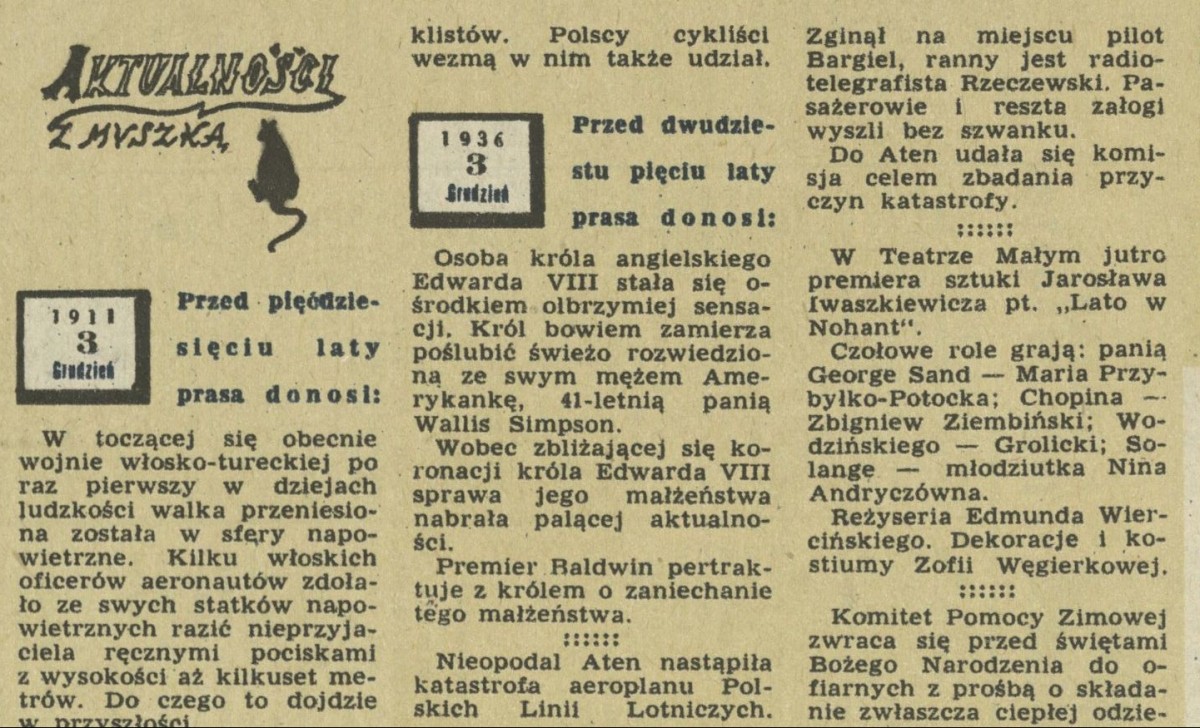 AKTUALNOŚCI
Z MYSZKĄ
1911
3
Grudzień
Przed pięćdzie-
sięciu laty
prasa donosi:
W toczącej się obecnie
wojnie włosko-tureckiej po
raz pierwszy w dziejach
ludzkości walka przeniesio-
na została w sfery napo-
wietrzne. Kilku włoskich
oficerów aeronautów zdoła-
ło ze swych statków napo-
wietrznych razić nieprzyja-
ciela ręcznymi pociskami
z wysokości aż kilkuset me-
trów. Do czego to dojdzie
w przyszłości
klistów. Polscy cykliści
wezmą w nim także udział.
1936
3
Grudzień
Przed dwudzie-
stu pięciu laty
prasa donosi:
Osoba króla angielskiego
Edwarda VIII stała się o-
środkiem olbrzymiej sensa-
cji. Król bowiem zamierza
poślubić świeżo rozwiedzio-
ną ze swym mężem Ame-
rykankę, 41-letnią panią
Wallis Simpson.
Wobec zbliżającej się ko-
ronacji króla Edwarda VIII
sprawa jego małżeństwa
nabrała palącej aktualno-
ści.
Premier Baldwin pertrak-
tuje z królem o zaniechanie
tego małżeństwa.
::::::
Nieopodal Aten nastąpiła
katastrofa aeroplanu Pol-
skich Linii Lotniczych.
Zginął na miejscu pilot
Bargiel, ranny jest radio-
telegrafista Rzeczewski. Pa-
sażerowie i reszta załogi
wyszli bez szwanku.
Do Aten udała się komi-
sja celem zbadania przy-
czyn katastrofy.
::::::
W Teatrze Małym jutro
premiera sztuki Jarosława
Iwaszkiewicza pt. „Lato w
Nohant".
Czołowe role grają: panią
George Sand — Maria Przy-
byłko-Potocka; Chopina —
Zbigniew Ziembiński; Wo-
dzińskiego — Grolicki; So-
lange — młodziutka Nina
Andryczówna.
Reżyseria Edmunda Wier-
cińskiego. Dekoracje i ko-
stiumy Zofii Węgierkowej.
::::::
Komitet Pomocy Zimowej
zwraca się przed świętami
Bożego Narodzenia do o-
fiarnych z prośbą o składa-
nie zwłaszcza ciepłej odzie-